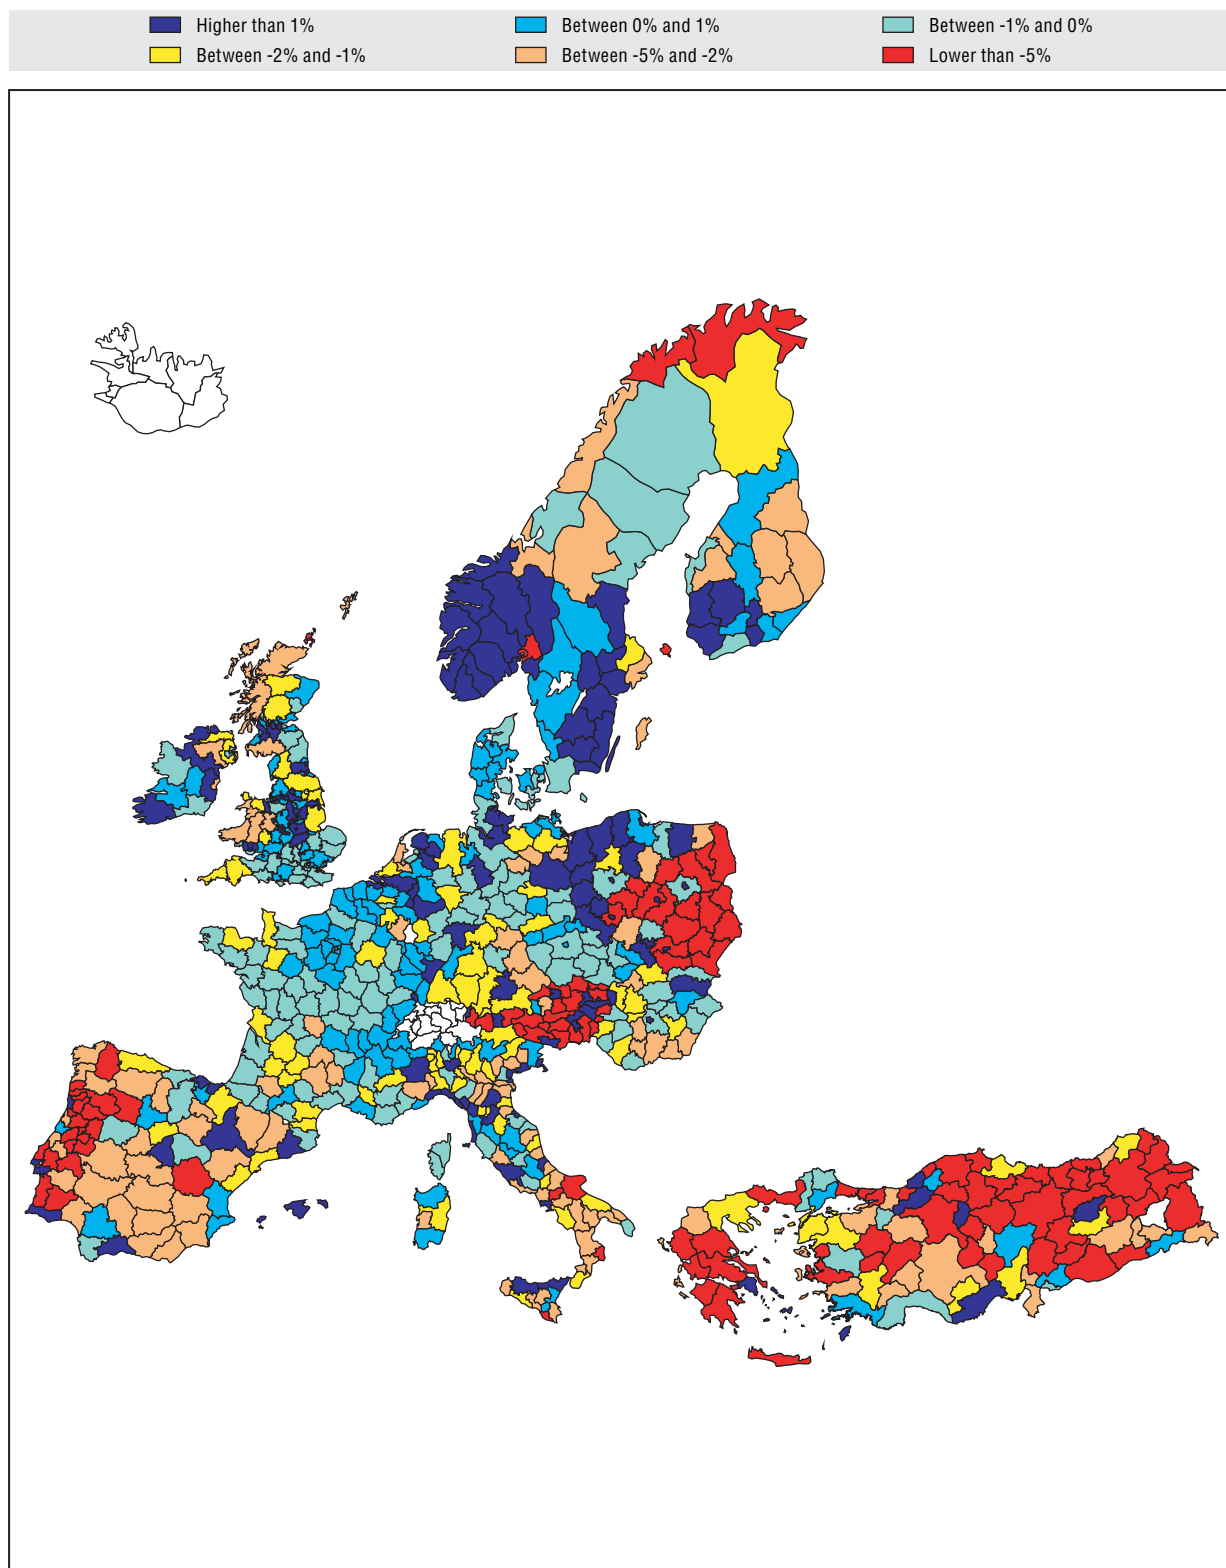 Higher than 1% Between 0% and 1% Between -1% and 0%
Between -2% and -1% Between -5% and -2% Lower than -5%